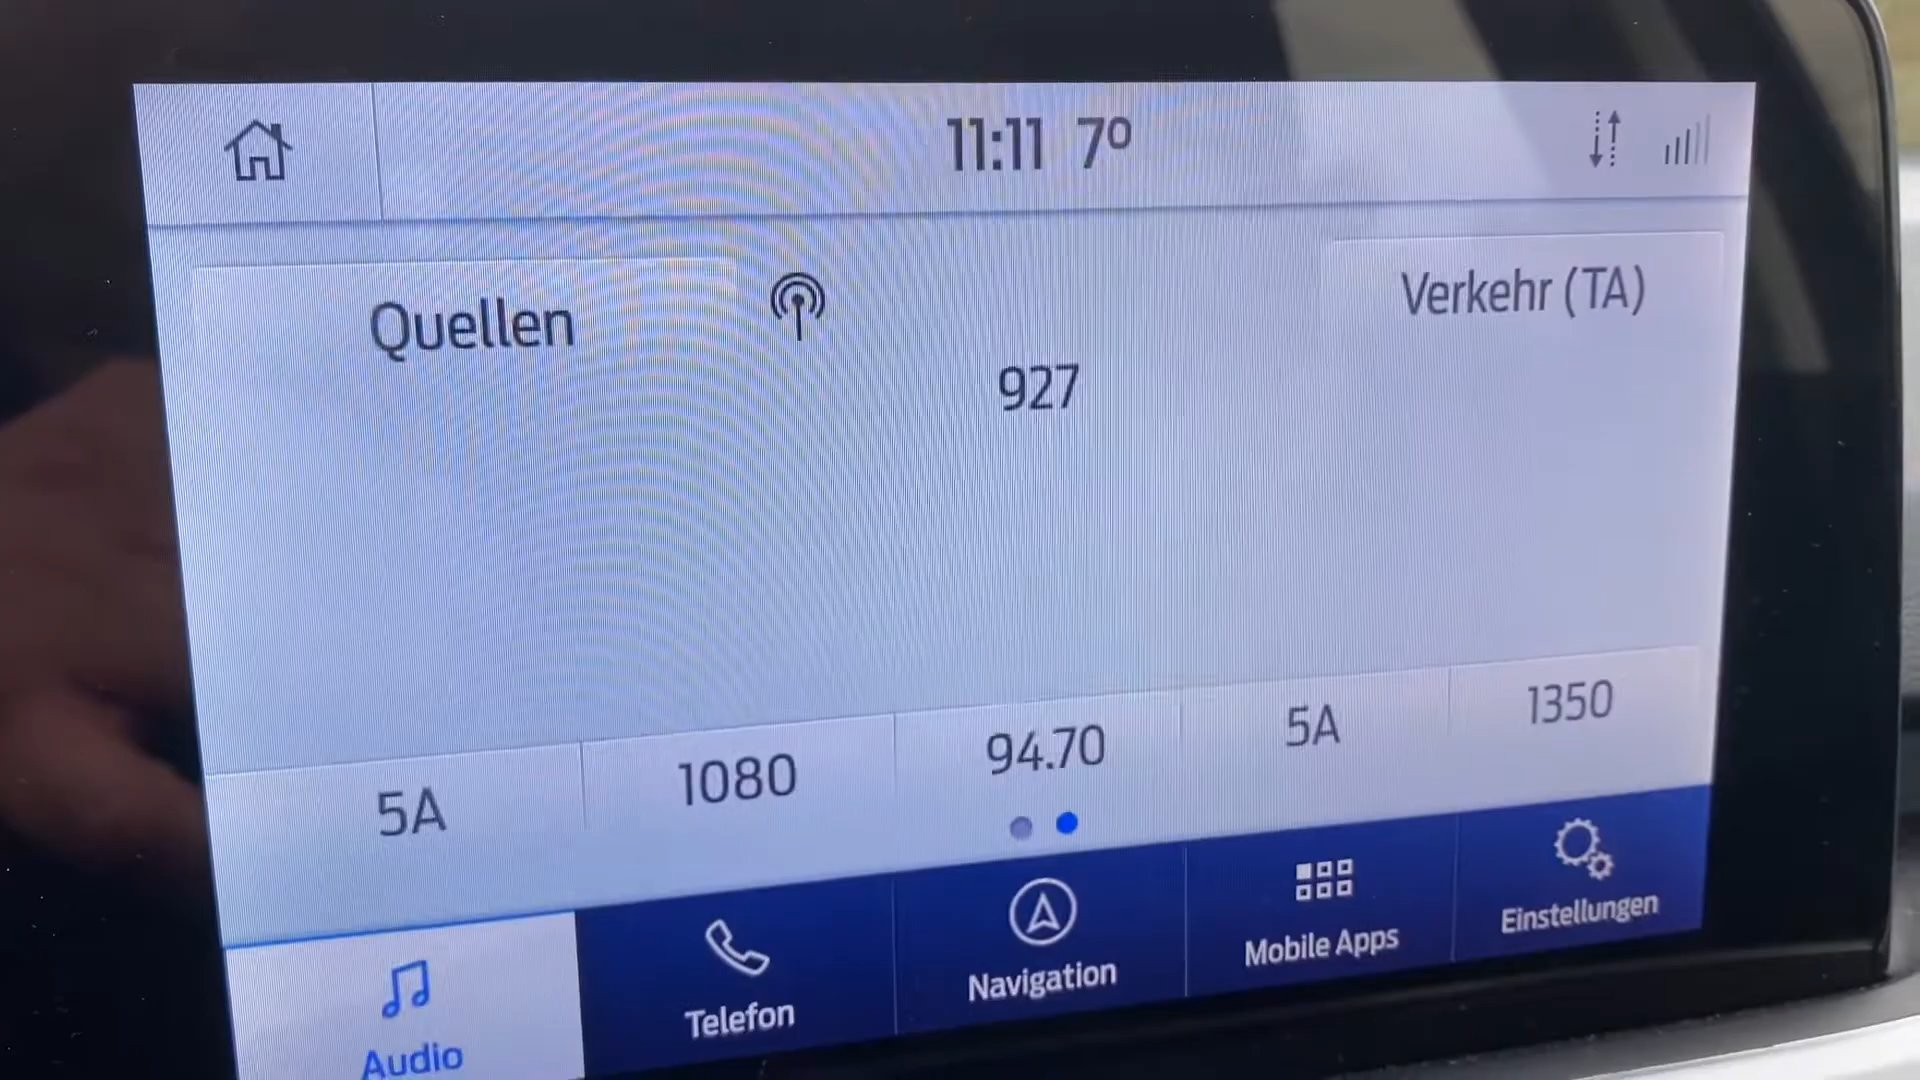 11:11 7º
Quellen
Verkehr (TA)
927
5A
1080
94.70
5A
1350
Audio
Telefon
Navigation
Mobile Apps
Einstellungen